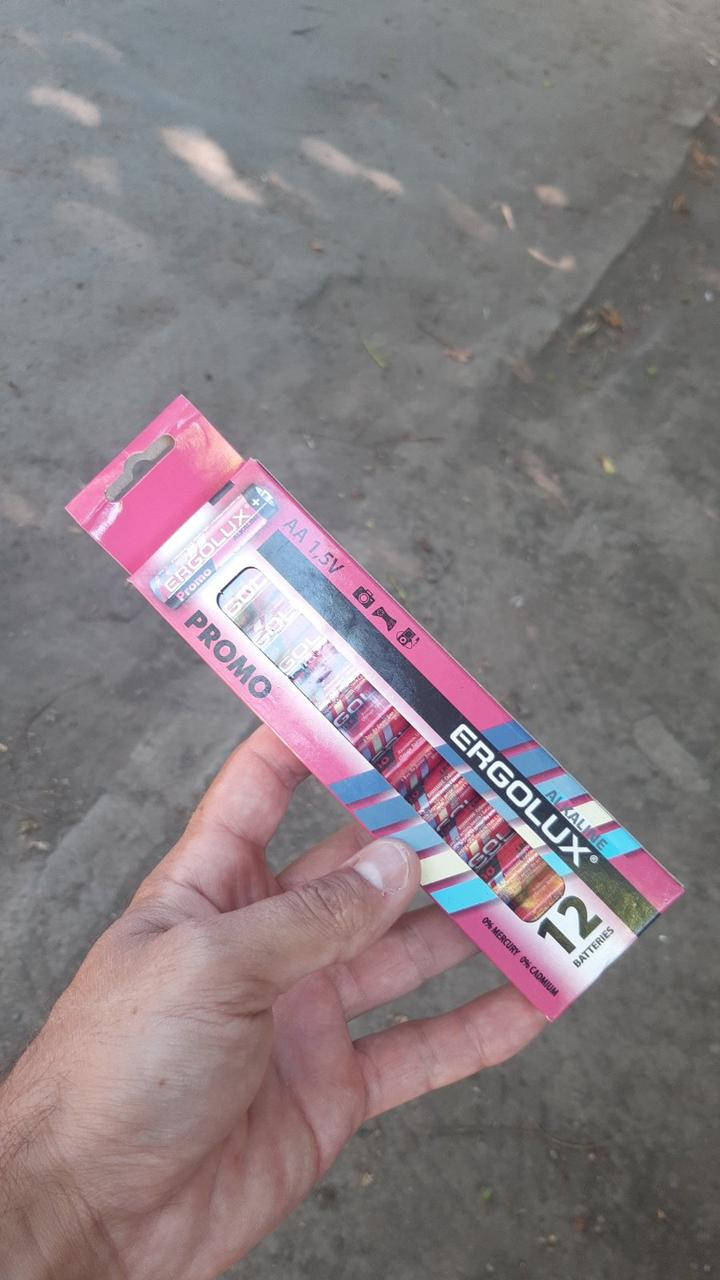 ERGOLUX
Promo
AA 1,5V
PROMO
ERGOLUX®
ALKALINE
12
BATTERIES
0% MERCURY 0% CADMIUM